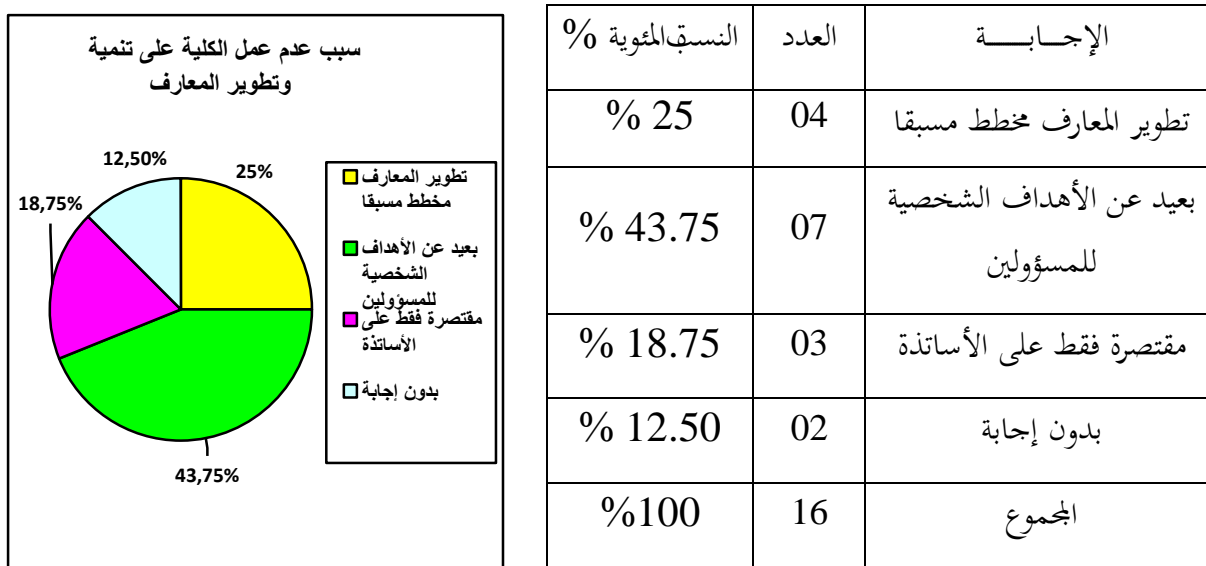 الإجـــابـــــــة العدد النسبةالمئوية %
تطوير المعارف مخطط مسبقا 04 25 %
بعيد عن الأهداف الشخصية
للمسؤولين 07 43.75 %
مقتصرة فقط على الأساتذة 03 18.75 %
بدون إجابة 02 12.50 %
المجموع 16 100%
سبب عدم عمل الكلية على تنمية
وتطوير المعارف
12,50%
25%
18,75%
43,75%
تطوير المعارف
مخطط مسبقا
بعيد عن الأهداف
الشخصية
للمسؤولين
مقتصرة فقط على
الأساتذة
بدون إجابة